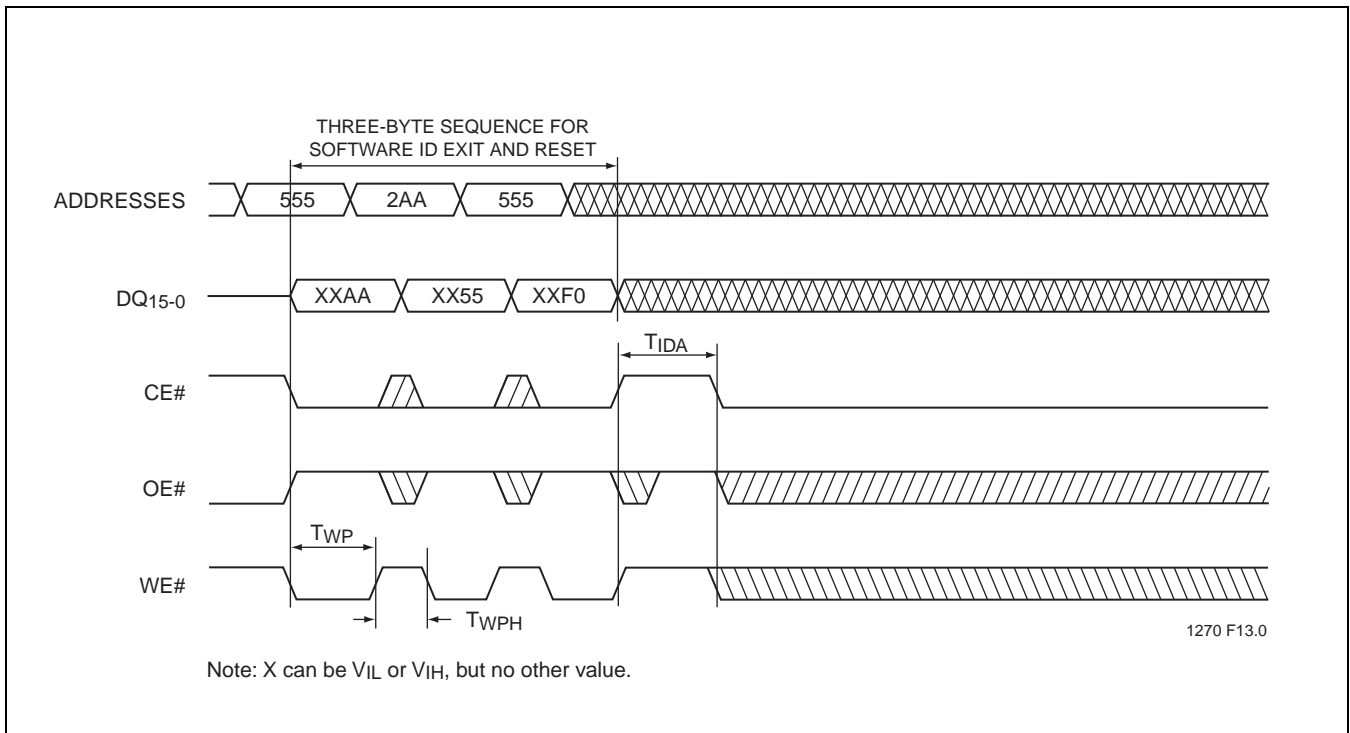 THREE-BYTE SEQUENCE FOR
SOFTWARE ID EXIT AND RESET
ADDRESSES 555 2AA 555
DQ15-0 XXAA XX55 XXF0
TIDA
CE#
OE#
TWP
WE#
TWPH
1270 F13.0
Note: X can be VIL or VIH, but no other value.